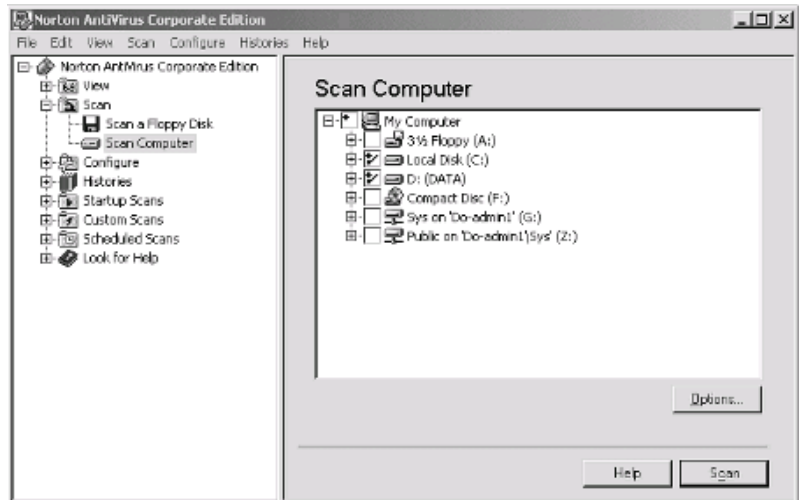 Norton AntiVirus Corporate Edition
File Edit View Scan Configure Histories Help
Norton AntiVirus Corporate Edition
View
Scan
Scan a Floppy Disk
Scan Computer
Configure
Histories
Startup Scans
Custom Scans
Scheduled Scans
Look for Help
Scan Computer
My Computer
3½ Floppy (A:)
Local Disk (C:)
D: (DATA)
Compact Disc (F:)
Sys on 'Do-admin1' (G:)
Public on 'Do-admin1\Sys' (Z:)
Options...
Help Scan